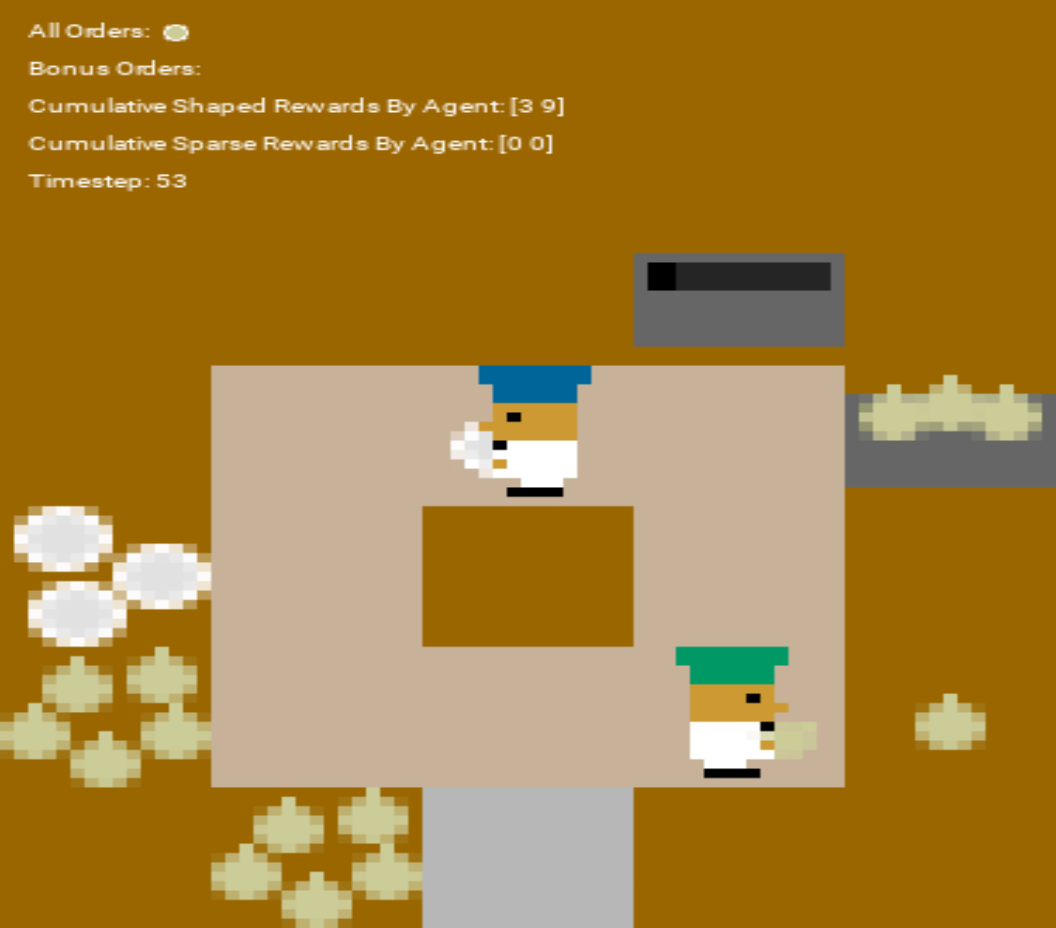 All Orders:
Bonus Orders:
Cumulative Shaped Rewards By Agent: [3 9]
Cumulative Sparse Rewards By Agent: [0 0]
Timestep: 53